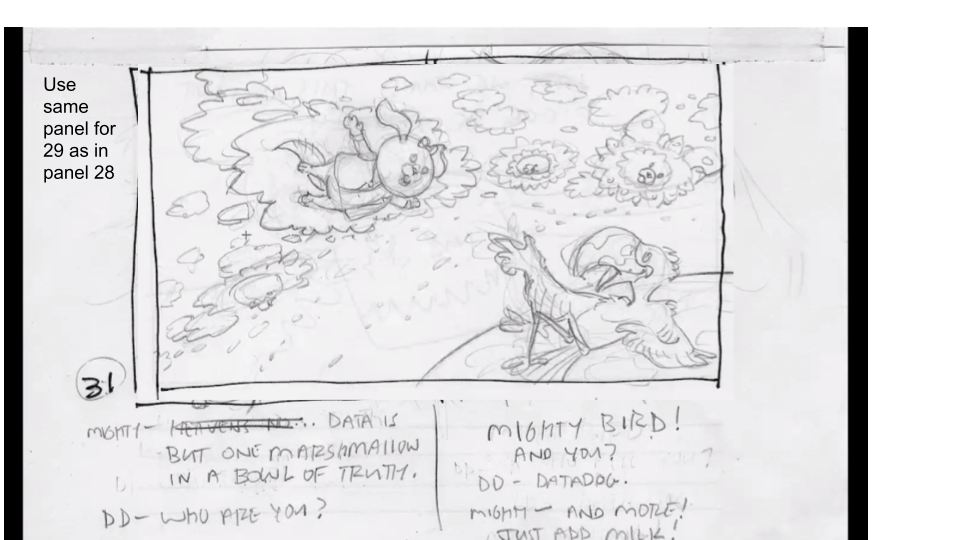 Use
same
panel for
29 as in
panel 28
31
MIGHTY - HEAVENS NO... DATA IS
BUT ONE MARSHMALLOW
IN A BOWL OF TRUTH.
DD - WHO ARE YOU?
MIGHTY BIRD!
AND YOU?
DD - DATADOG.
MIGHTY - AND MORE!
JUST ADD MILK!